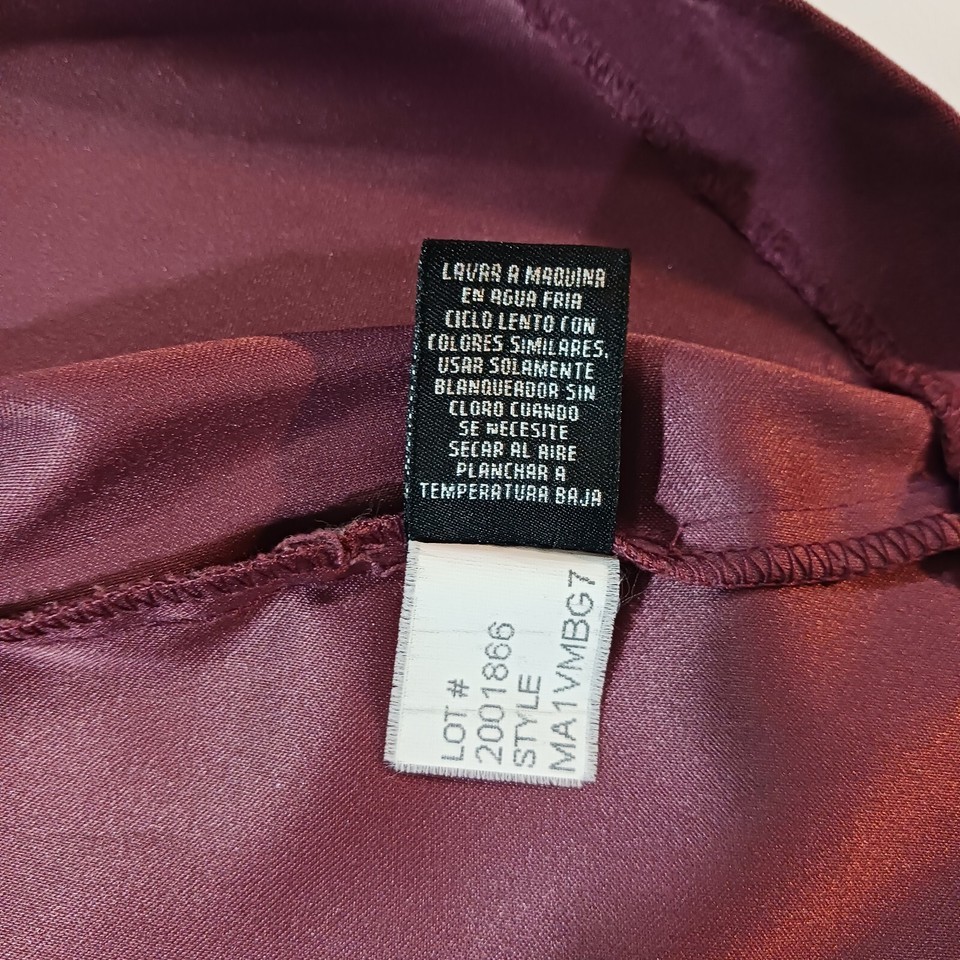 LAVAR A MAQUINA
EN AGUA FRIA
CICLO LENTO CON
COLORES SIMILARES.
USAR SOLAMENTE
BLANQUEADOR SIN
CLORO CUANDO
SE NECESITE
SECAR AL AIRE
PLANCHAR A
TEMPERATURA BAJA
LOT #
2001866
STYLE
MA1VMBG7